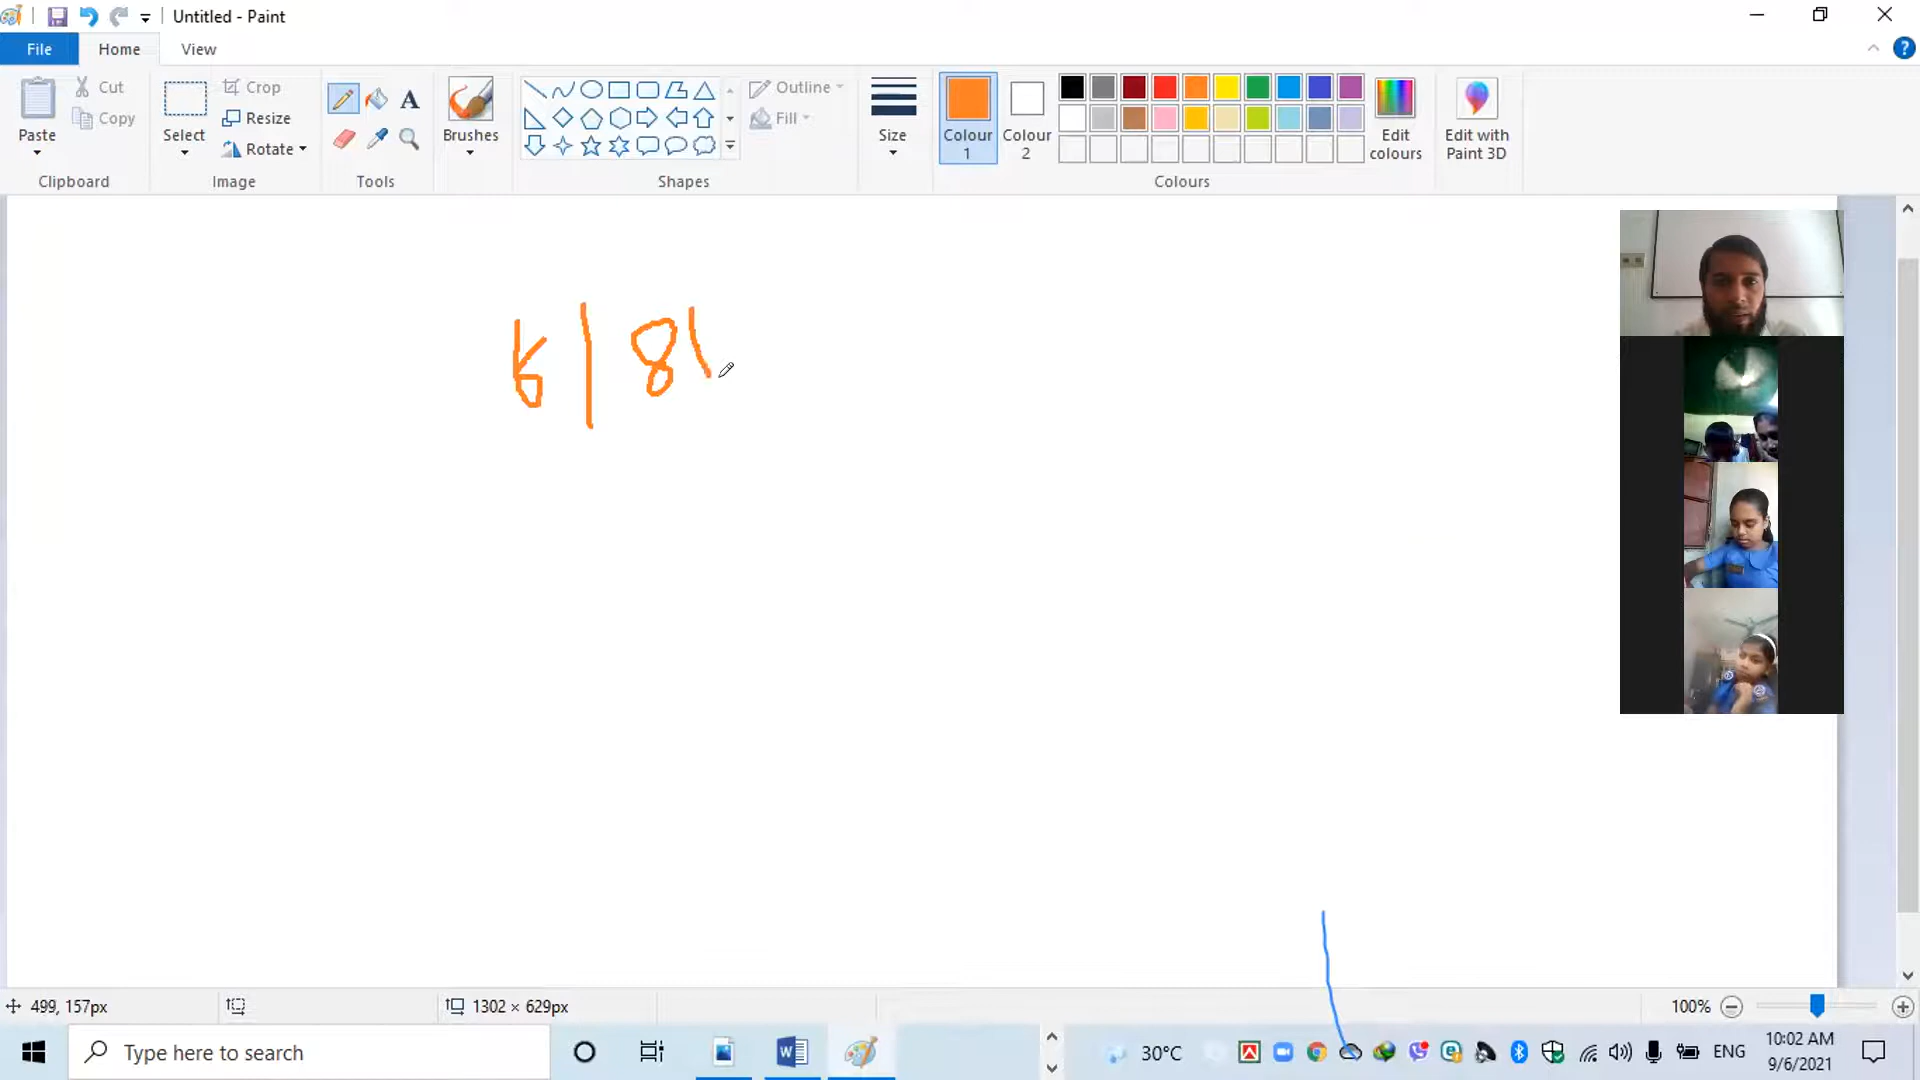 Untitled - Paint
File Home View
Paste Cut Copy Select Crop Resize Rotate Brushes Outline Fill Size Colour 1 Colour 2 Edit colours Edit with Paint 3D
Clipboard Image Tools Shapes Colours
499, 157px 1302 × 629px 100%
Type here to search 30°C ENG 10:02 AM
9/6/2021